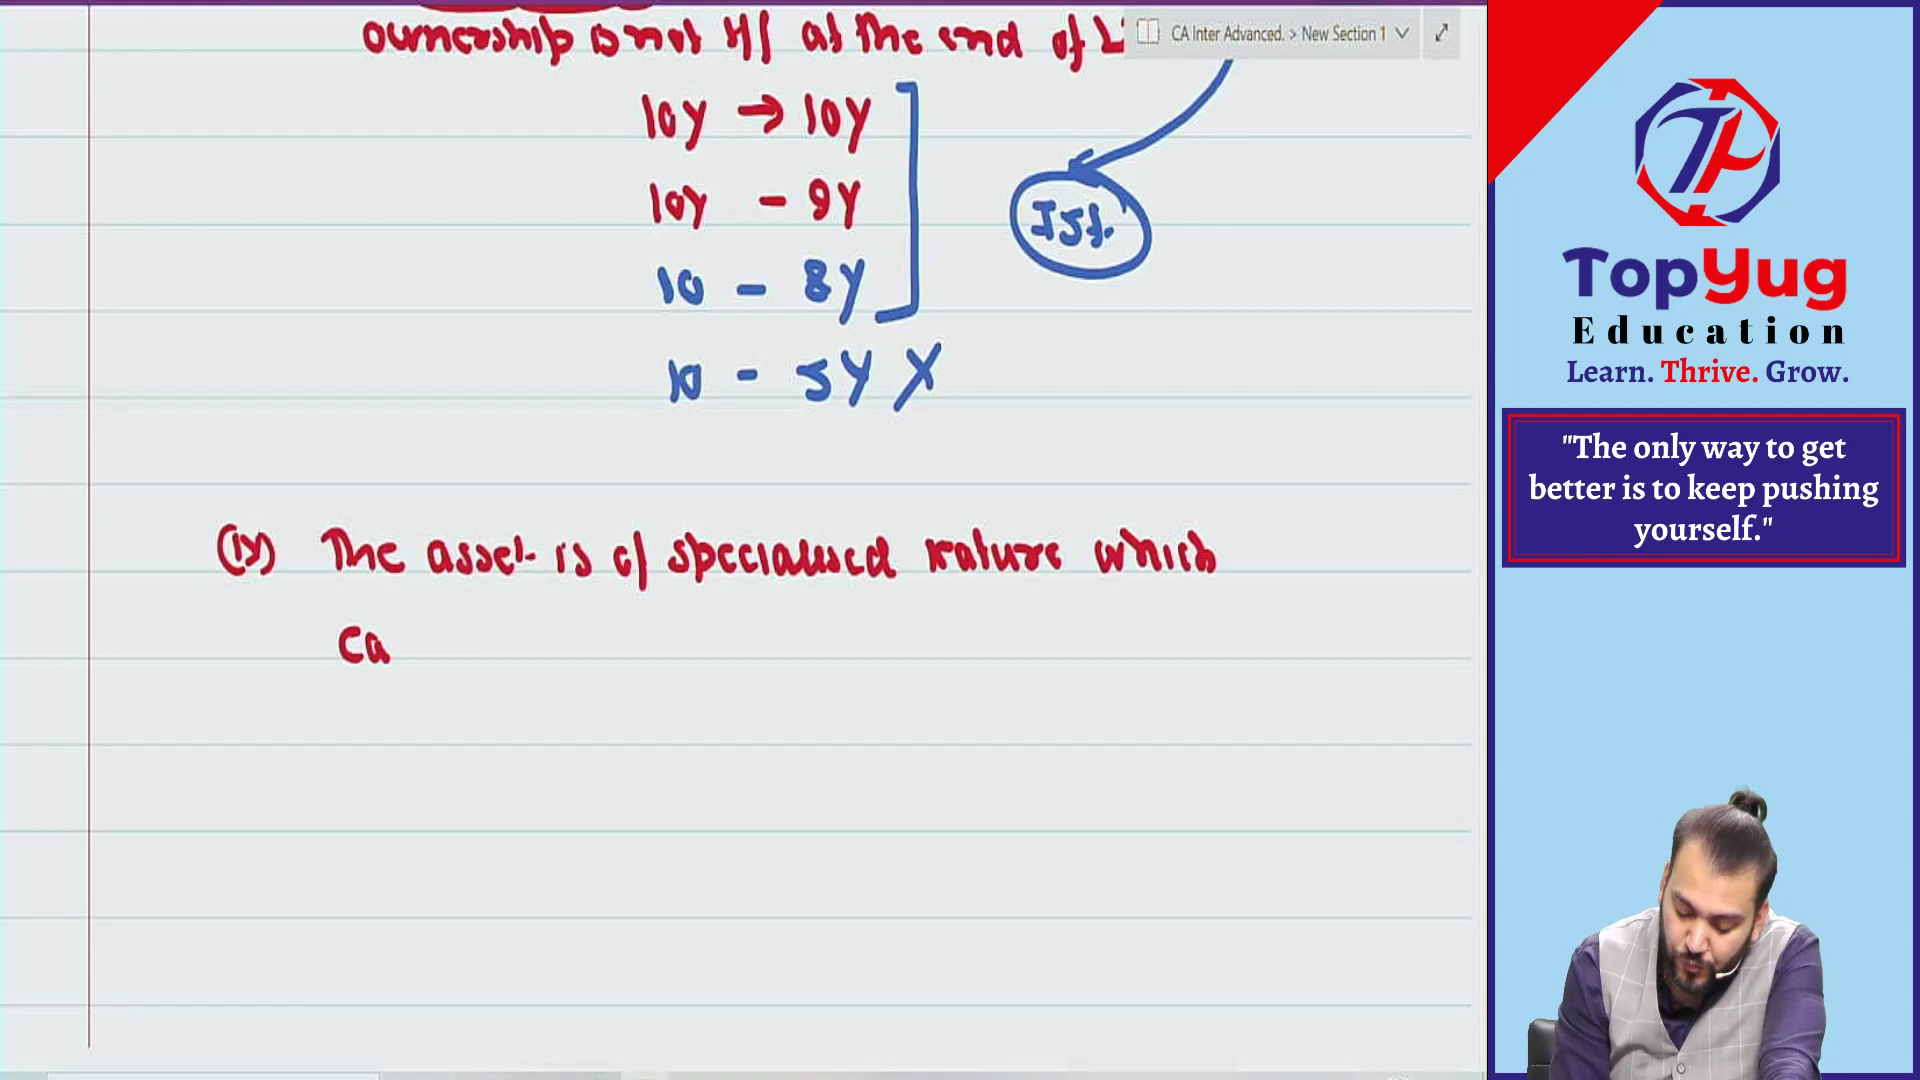 ownership is not H/f at the end of L
CA Inter Advanced. > New Section 1
10Y → 10Y
10Y - 9Y
10 - 8Y
10 - 5Y X
(iv) The asset is of specialised nature which
Ca
TopYug
Education
Learn. Thrive. Grow.
"The only way to get
better is to keep pushing
yourself."